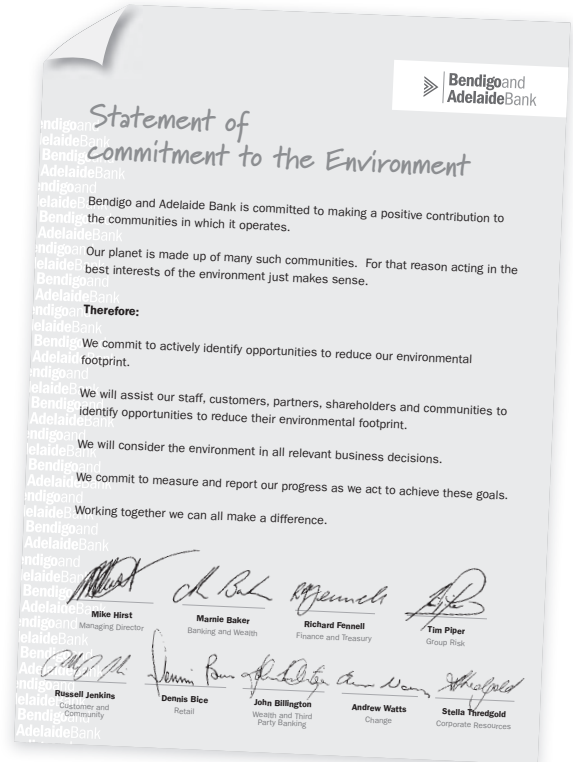 Bendigo and
AdelaideBank
Statement of
commitment to the Environment
Bendigo and Adelaide Bank is committed to making a positive contribution to
the communities in which it operates.
Our planet is made up of many such communities. For that reason acting in the
best interests of the environment just makes sense.
Therefore:
We commit to actively identify opportunities to reduce our environmental
footprint.
We will assist our staff, customers, partners, shareholders and communities to
identify opportunities to reduce their environmental footprint.
We will consider the environment in all relevant business decisions.
We commit to measure and report our progress as we act to achieve these goals.
Working together we can all make a difference.
Mike Hirst
Managing Director
Marnie Baker
Banking and Wealth
Richard Fennell
Finance and Treasury
Tim Piper
Group Risk
Russell Jenkins
Customer and
Community
Dennis Bice
Retail
John Billington
Wealth and Third
Party Banking
Andrew Watts
Change
Stella Thredgold
Corporate Resources